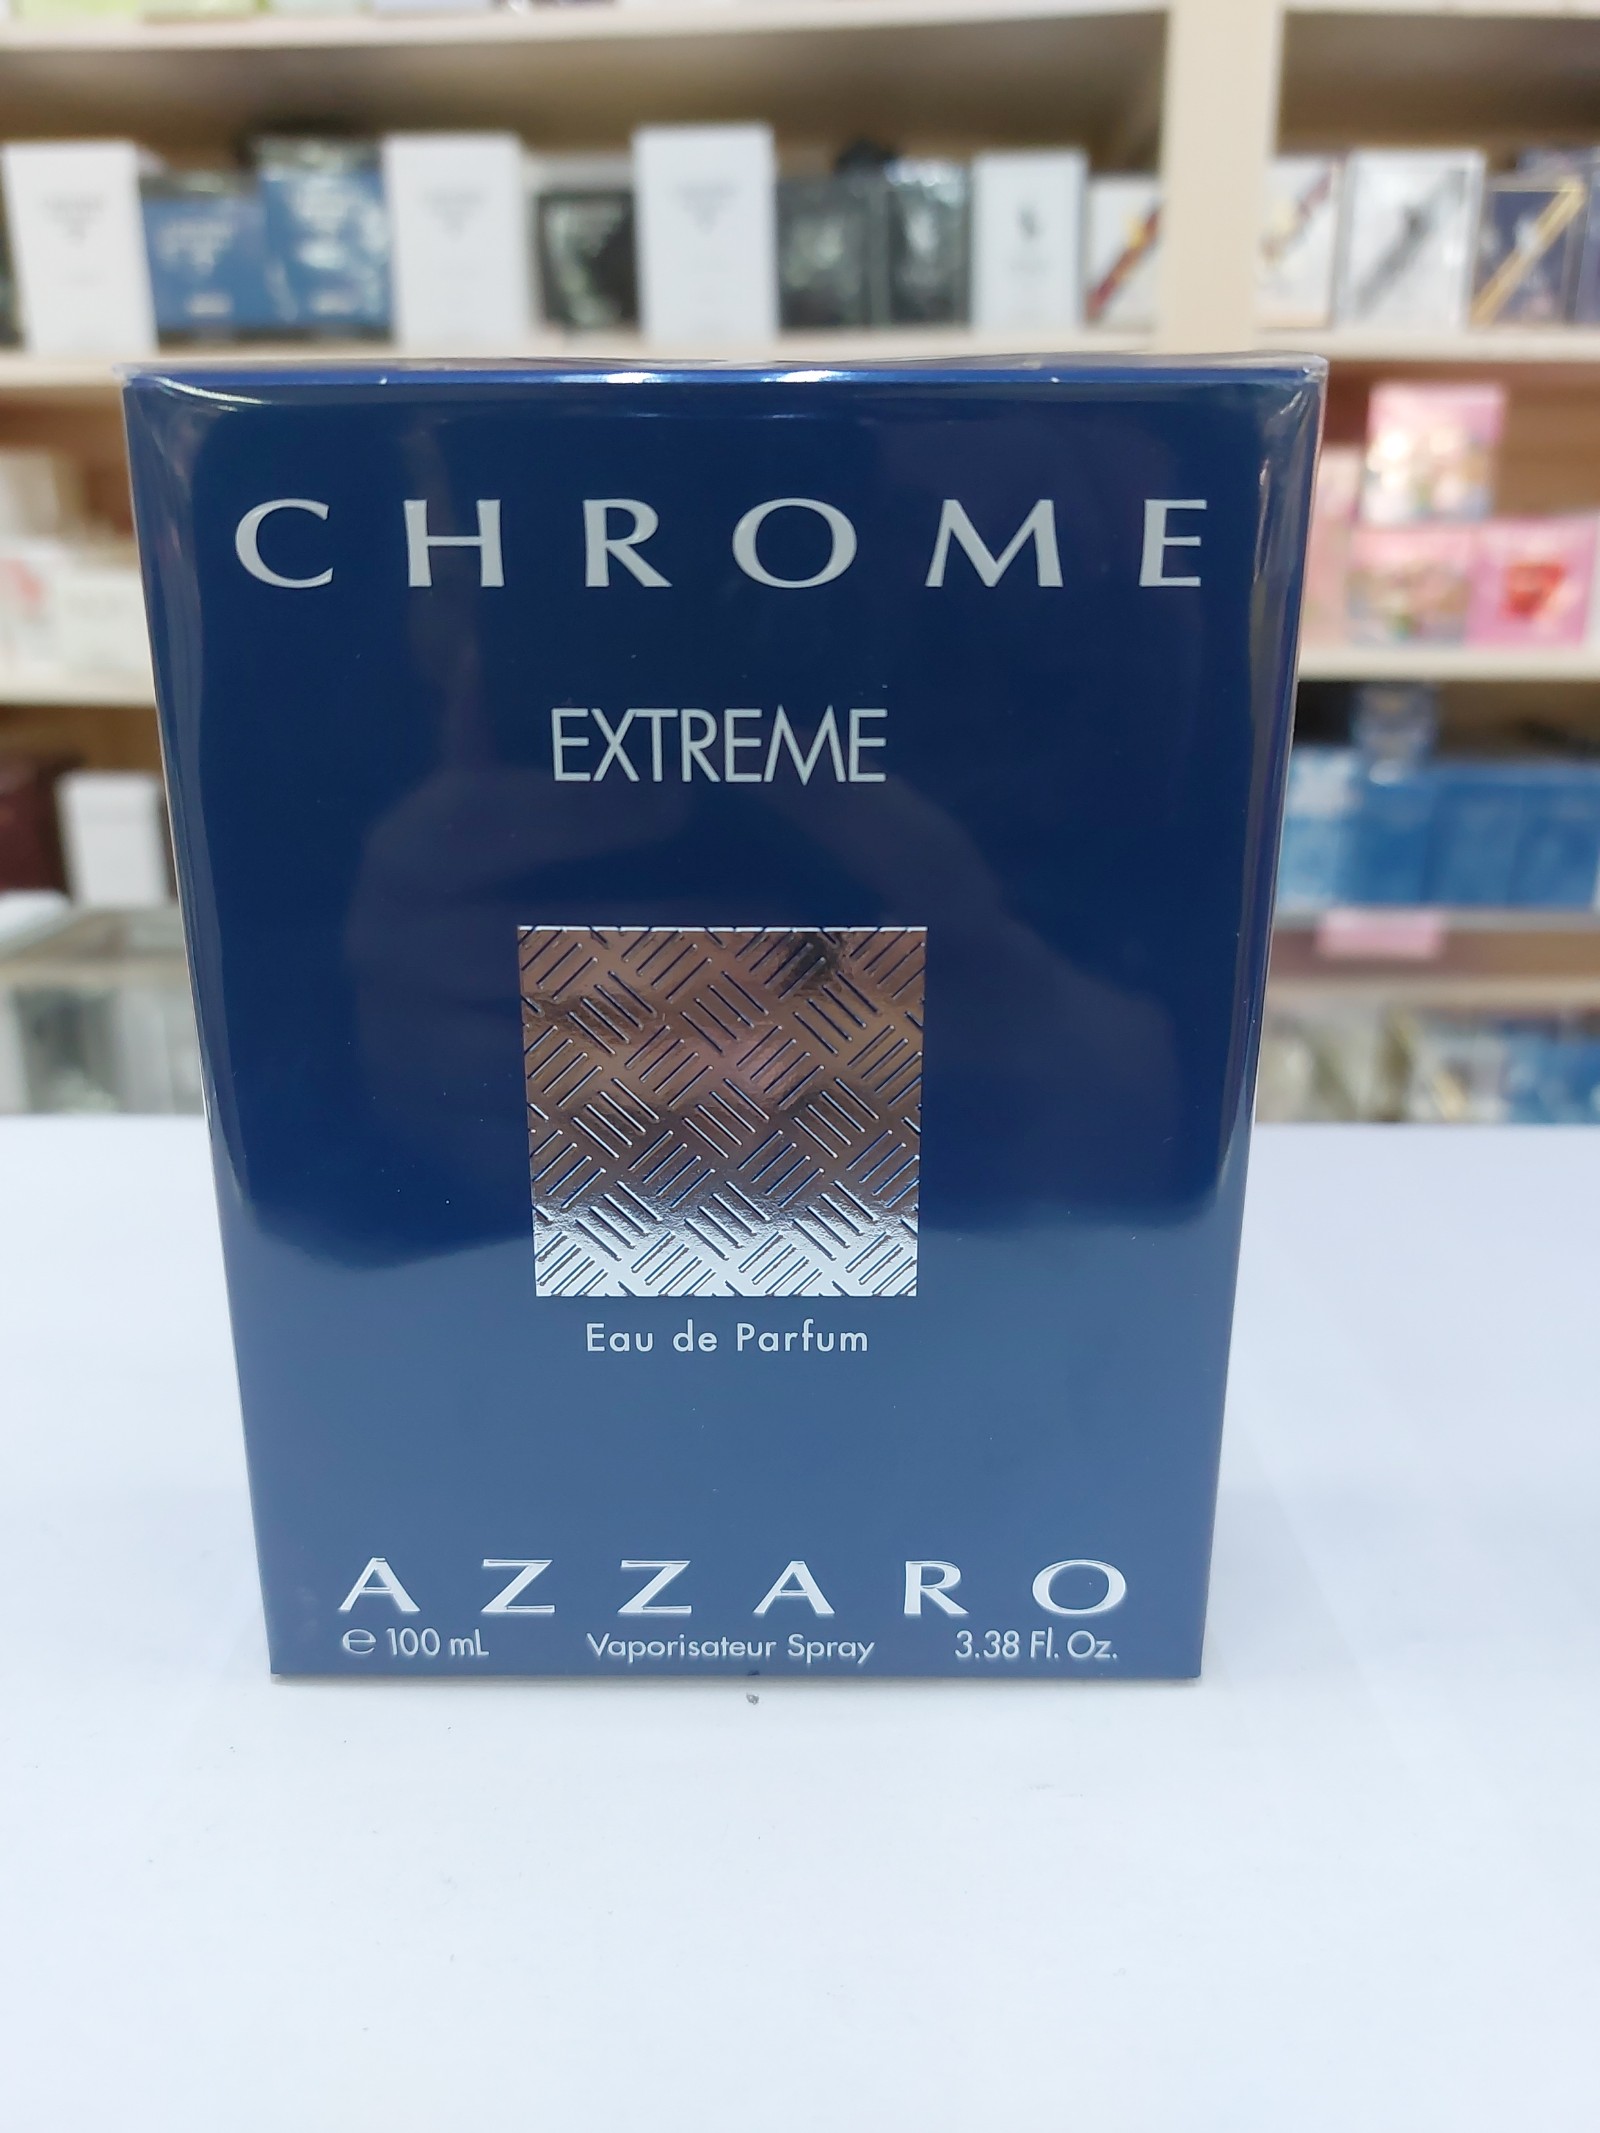 CHROME
EXTREME
Eau de Parfum
AZZARO
℮ 100 mL Vaporisateur Spray 3.38 Fl. Oz.